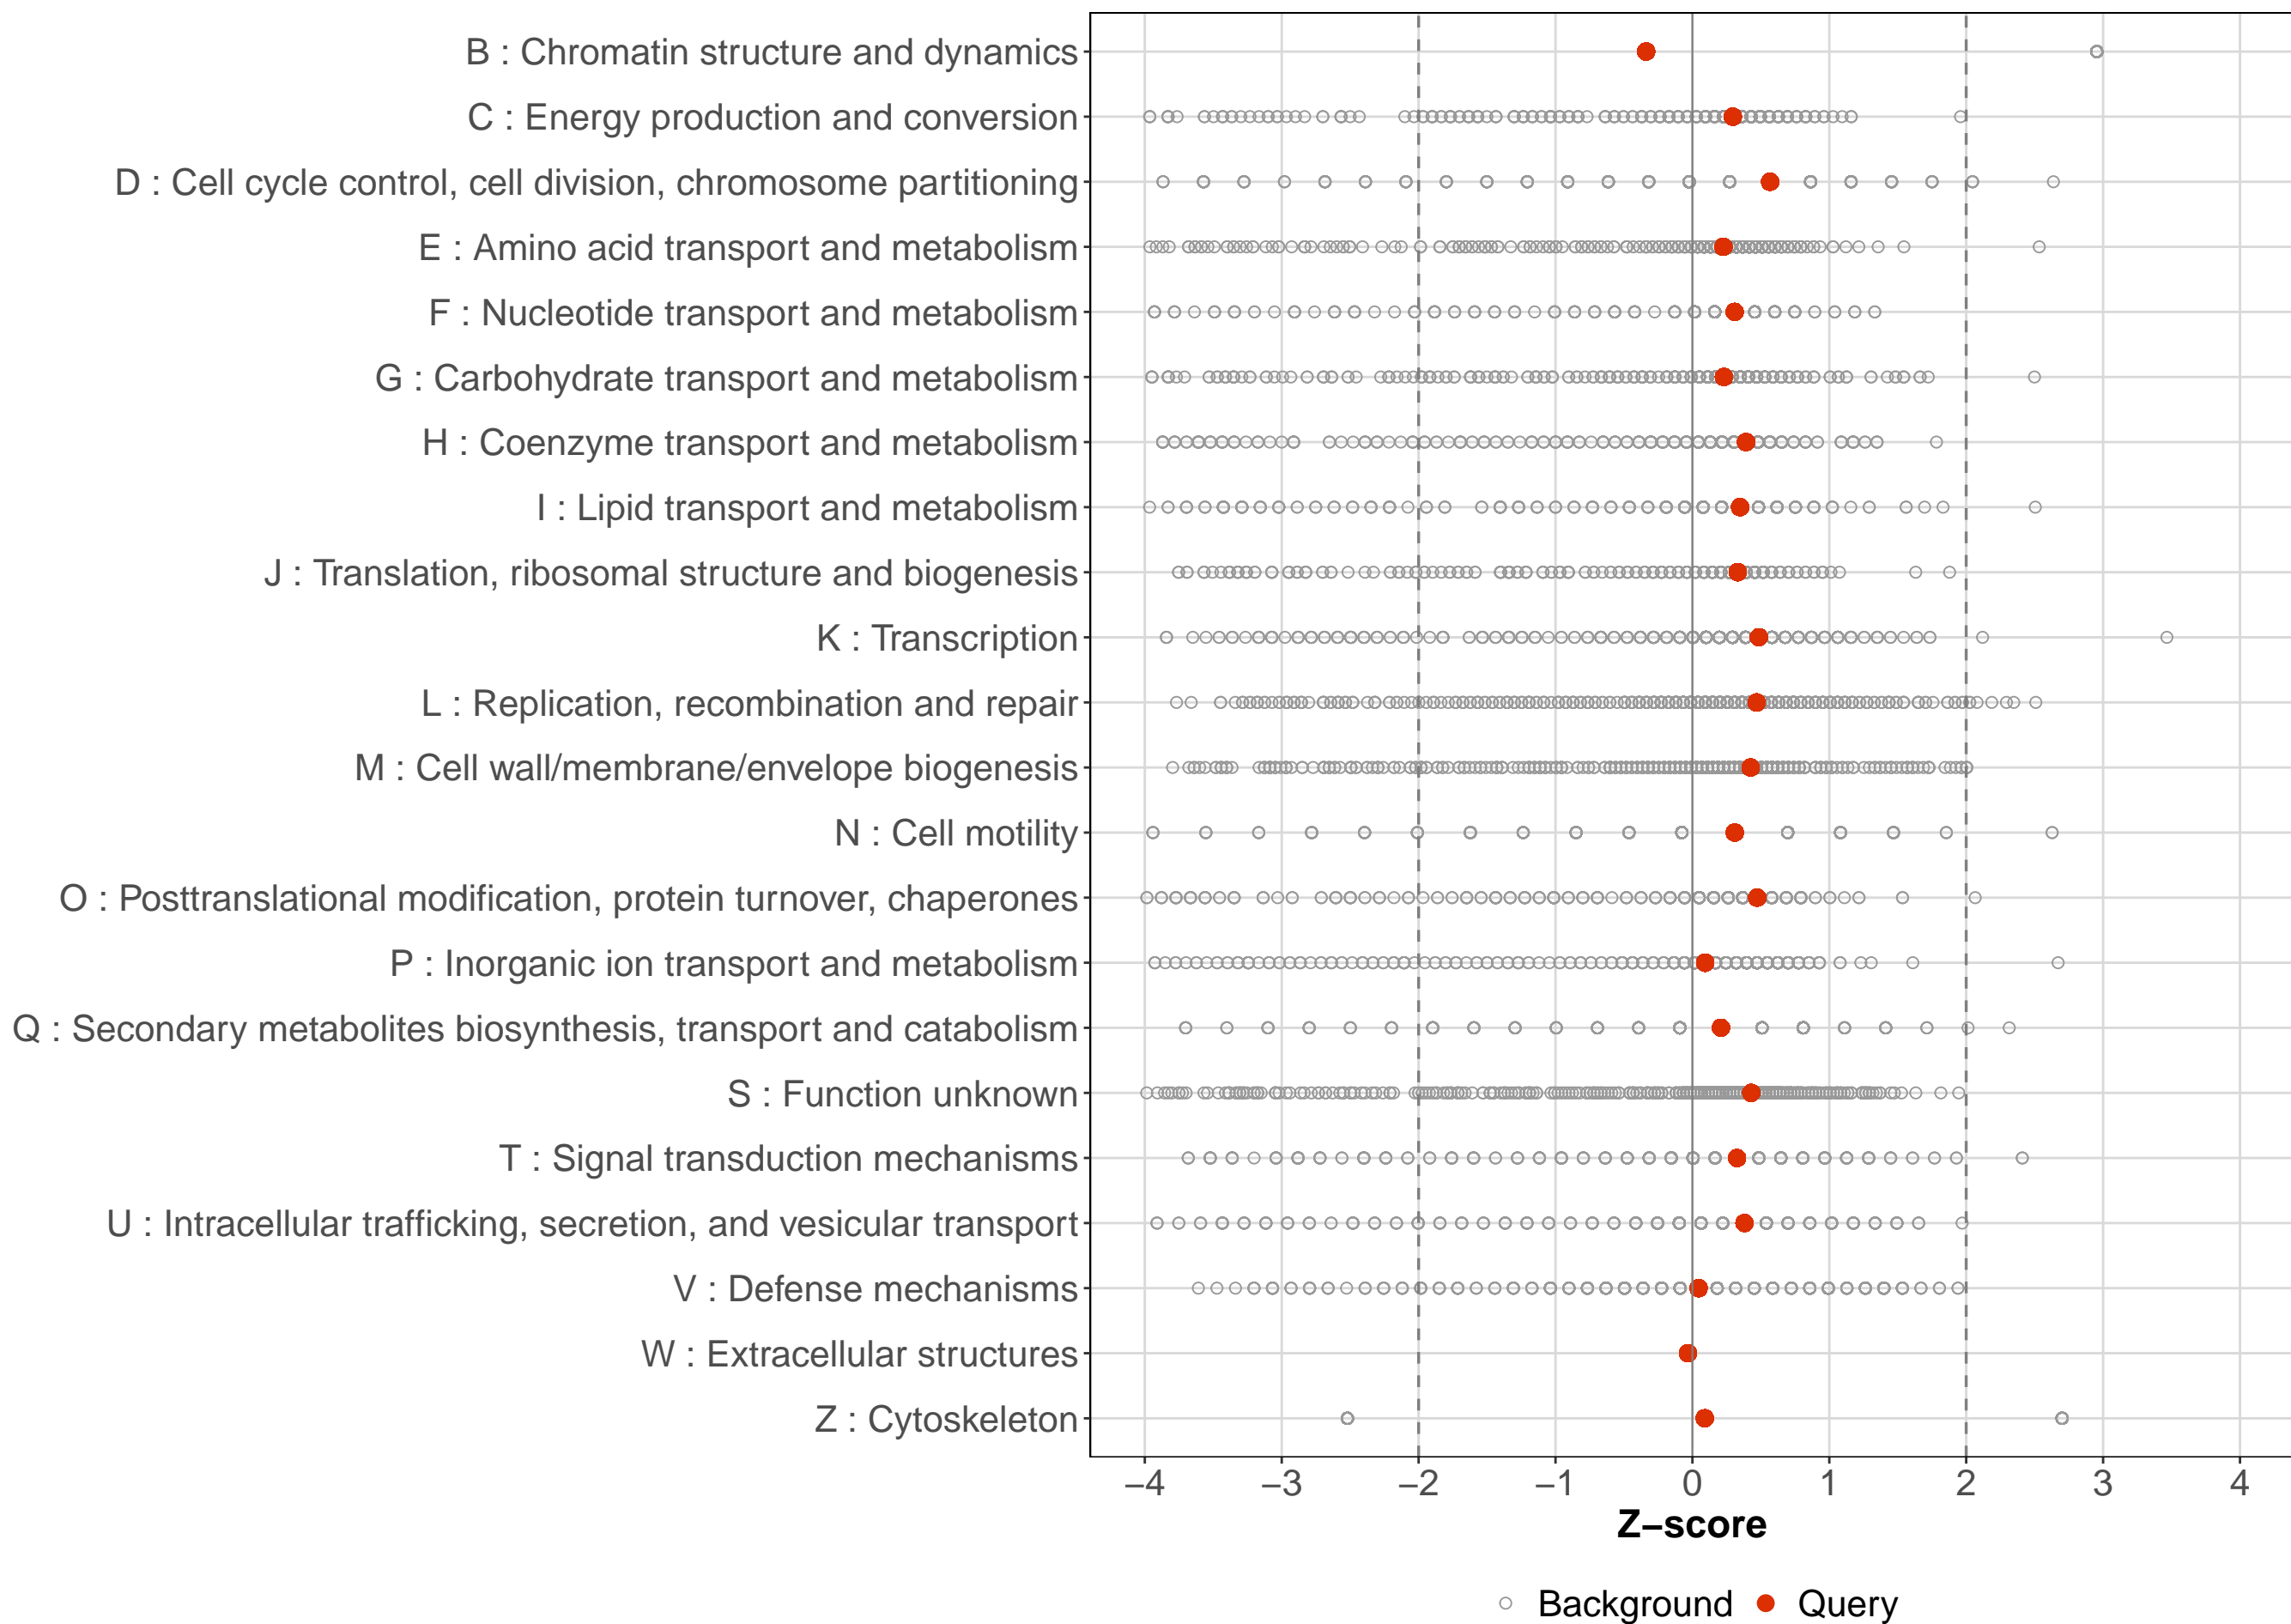 B : Chromatin structure and dynamics
C : Energy production and conversion
D : Cell cycle control, cell division, chromosome partitioning
E : Amino acid transport and metabolism
F : Nucleotide transport and metabolism
G : Carbohydrate transport and metabolism
H : Coenzyme transport and metabolism
I : Lipid transport and metabolism
J : Translation, ribosomal structure and biogenesis
K : Transcription
L : Replication, recombination and repair
M : Cell wall/membrane/envelope biogenesis
N : Cell motility
O : Posttranslational modification, protein turnover, chaperones
P : Inorganic ion transport and metabolism
Q : Secondary metabolites biosynthesis, transport and catabolism
S : Function unknown
T : Signal transduction mechanisms
U : Intracellular trafficking, secretion, and vesicular transport
V : Defense mechanisms
W : Extracellular structures
Z : Cytoskeleton
−4 −3 −2 −1 0 1 2 3 4
Z−score
Background Query